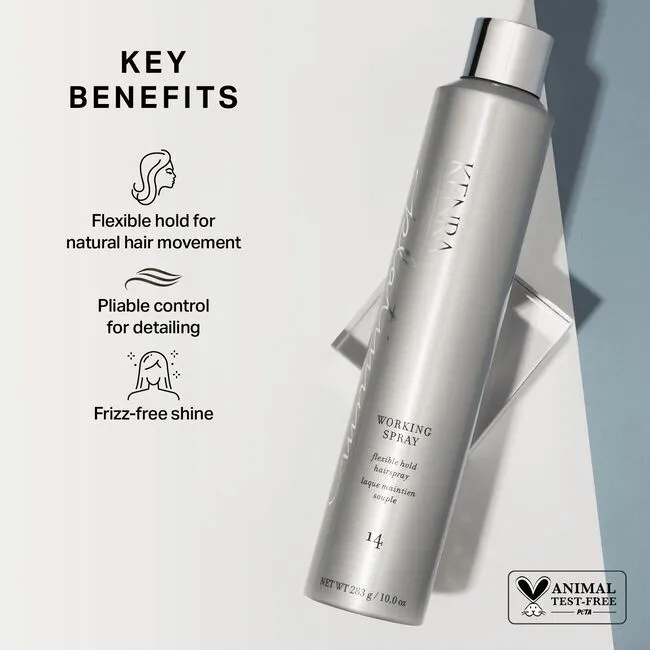 KEY
BENEFITS
Flexible hold for
natural hair movement
Pliable control
for detailing
Frizz-free shine
KENRA
platinum
WORKING
SPRAY
flexible hold
hairspray
laque maintien
souple
14
NET WT 283 g / 10.0 oz
ANIMAL
TEST-FREE
PETA